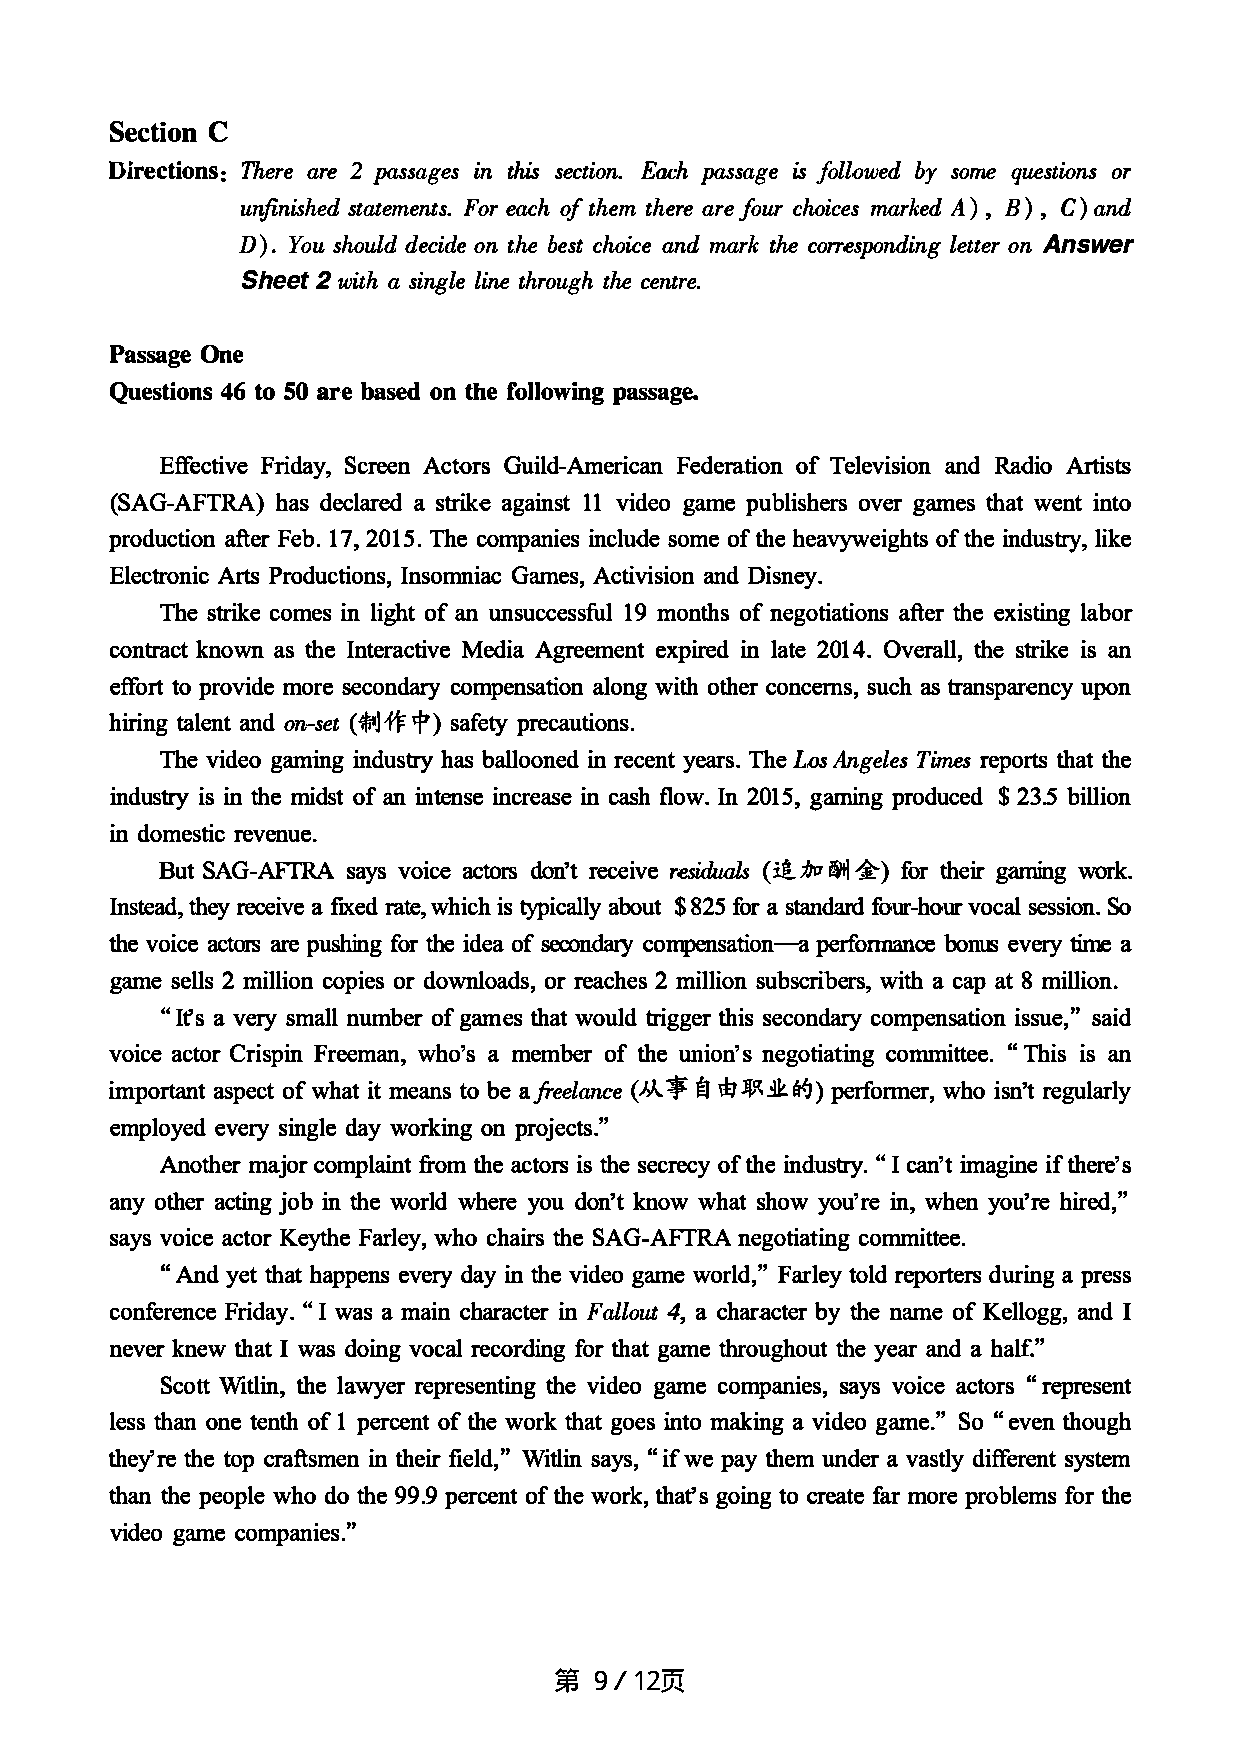 Section C
Directions: There are 2 passages in this section. Each passage is followed by some questions or
unfinished statements. For each of them there are four choices marked A), B), C) and
D). You should decide on the best choice and mark the corresponding letter on Answer
Sheet 2 with a single line through the centre.
Passage One
Questions 46 to 50 are based on the following passage.
Effective Friday, Screen Actors Guild-American Federation of Television and Radio Artists
(SAG-AFTRA) has declared a strike against 11 video game publishers over games that went into
production after Feb. 17, 2015. The companies include some of the heavyweights of the industry, like
Electronic Arts Productions, Insomniac Games, Activision and Disney.
The strike comes in light of an unsuccessful 19 months of negotiations after the existing labor
contract known as the Interactive Media Agreement expired in late 2014. Overall, the strike is an
effort to provide more secondary compensation along with other concerns, such as transparency upon
hiring talent and on-set (制作中) safety precautions.
The video gaming industry has ballooned in recent years. The Los Angeles Times reports that the
industry is in the midst of an intense increase in cash flow. In 2015, gaming produced $ 23.5 billion
in domestic revenue.
But SAG-AFTRA says voice actors don't receive residuals (追加酬金) for their gaming work.
Instead, they receive a fixed rate, which is typically about $ 825 for a standard four-hour vocal session. So
the voice actors are pushing for the idea of secondary compensation—a performance bonus every time a
game sells 2 million copies or downloads, or reaches 2 million subscribers, with a cap at 8 million.
“It's a very small number of games that would trigger this secondary compensation issue,” said
voice actor Crispin Freeman, who's a member of the union's negotiating committee. “This is an
important aspect of what it means to be a freelance (从事自由职业的) performer, who isn't regularly
employed every single day working on projects.”
Another major complaint from the actors is the secrecy of the industry. “I can't imagine if there's
any other acting job in the world where you don't know what show you're in, when you're hired,”
says voice actor Keythe Farley, who chairs the SAG-AFTRA negotiating committee.
“And yet that happens every day in the video game world,” Farley told reporters during a press
conference Friday. “I was a main character in Fallout 4, a character by the name of Kellogg, and I
never knew that I was doing vocal recording for that game throughout the year and a half.”
Scott Witlin, the lawyer representing the video game companies, says voice actors “represent
less than one tenth of 1 percent of the work that goes into making a video game.” So “even though
they're the top craftsmen in their field,” Witlin says, “if we pay them under a vastly different system
than the people who do the 99.9 percent of the work, that's going to create far more problems for the
video game companies.”
第 9 / 12页